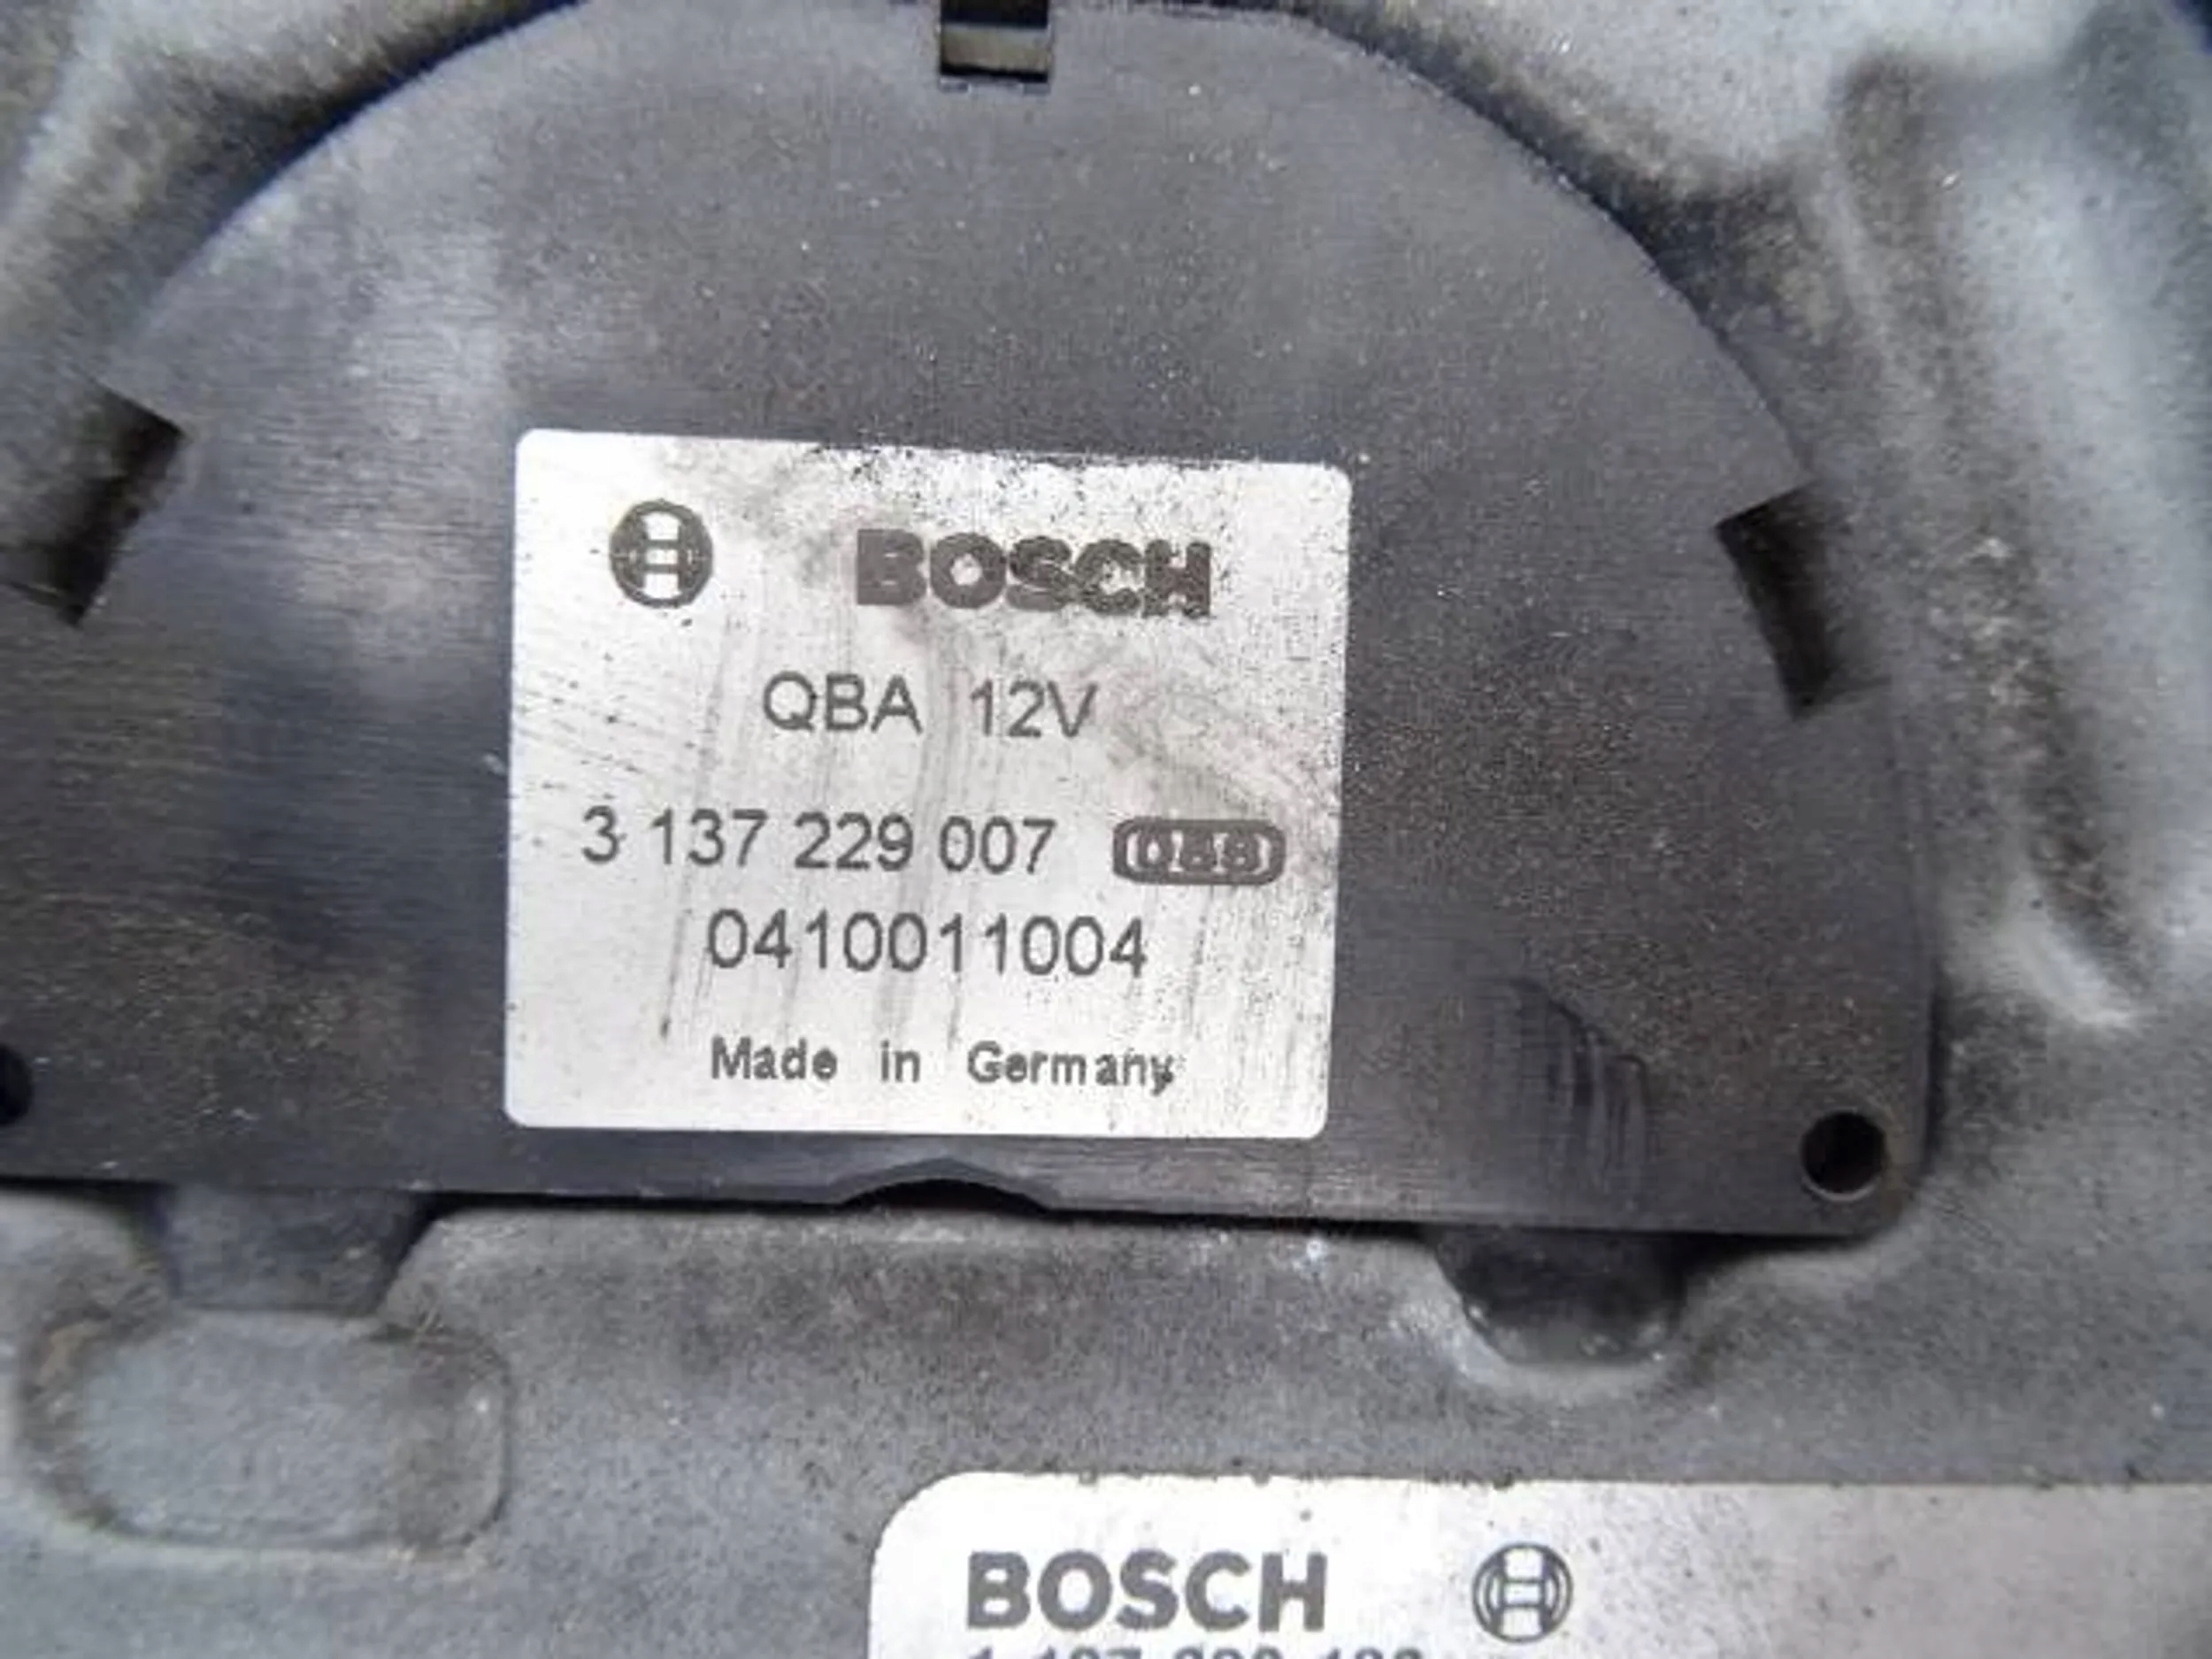 BOSCH
QBA 12V
3 137 229 007
0410011004
Made in Germany
BOSCH